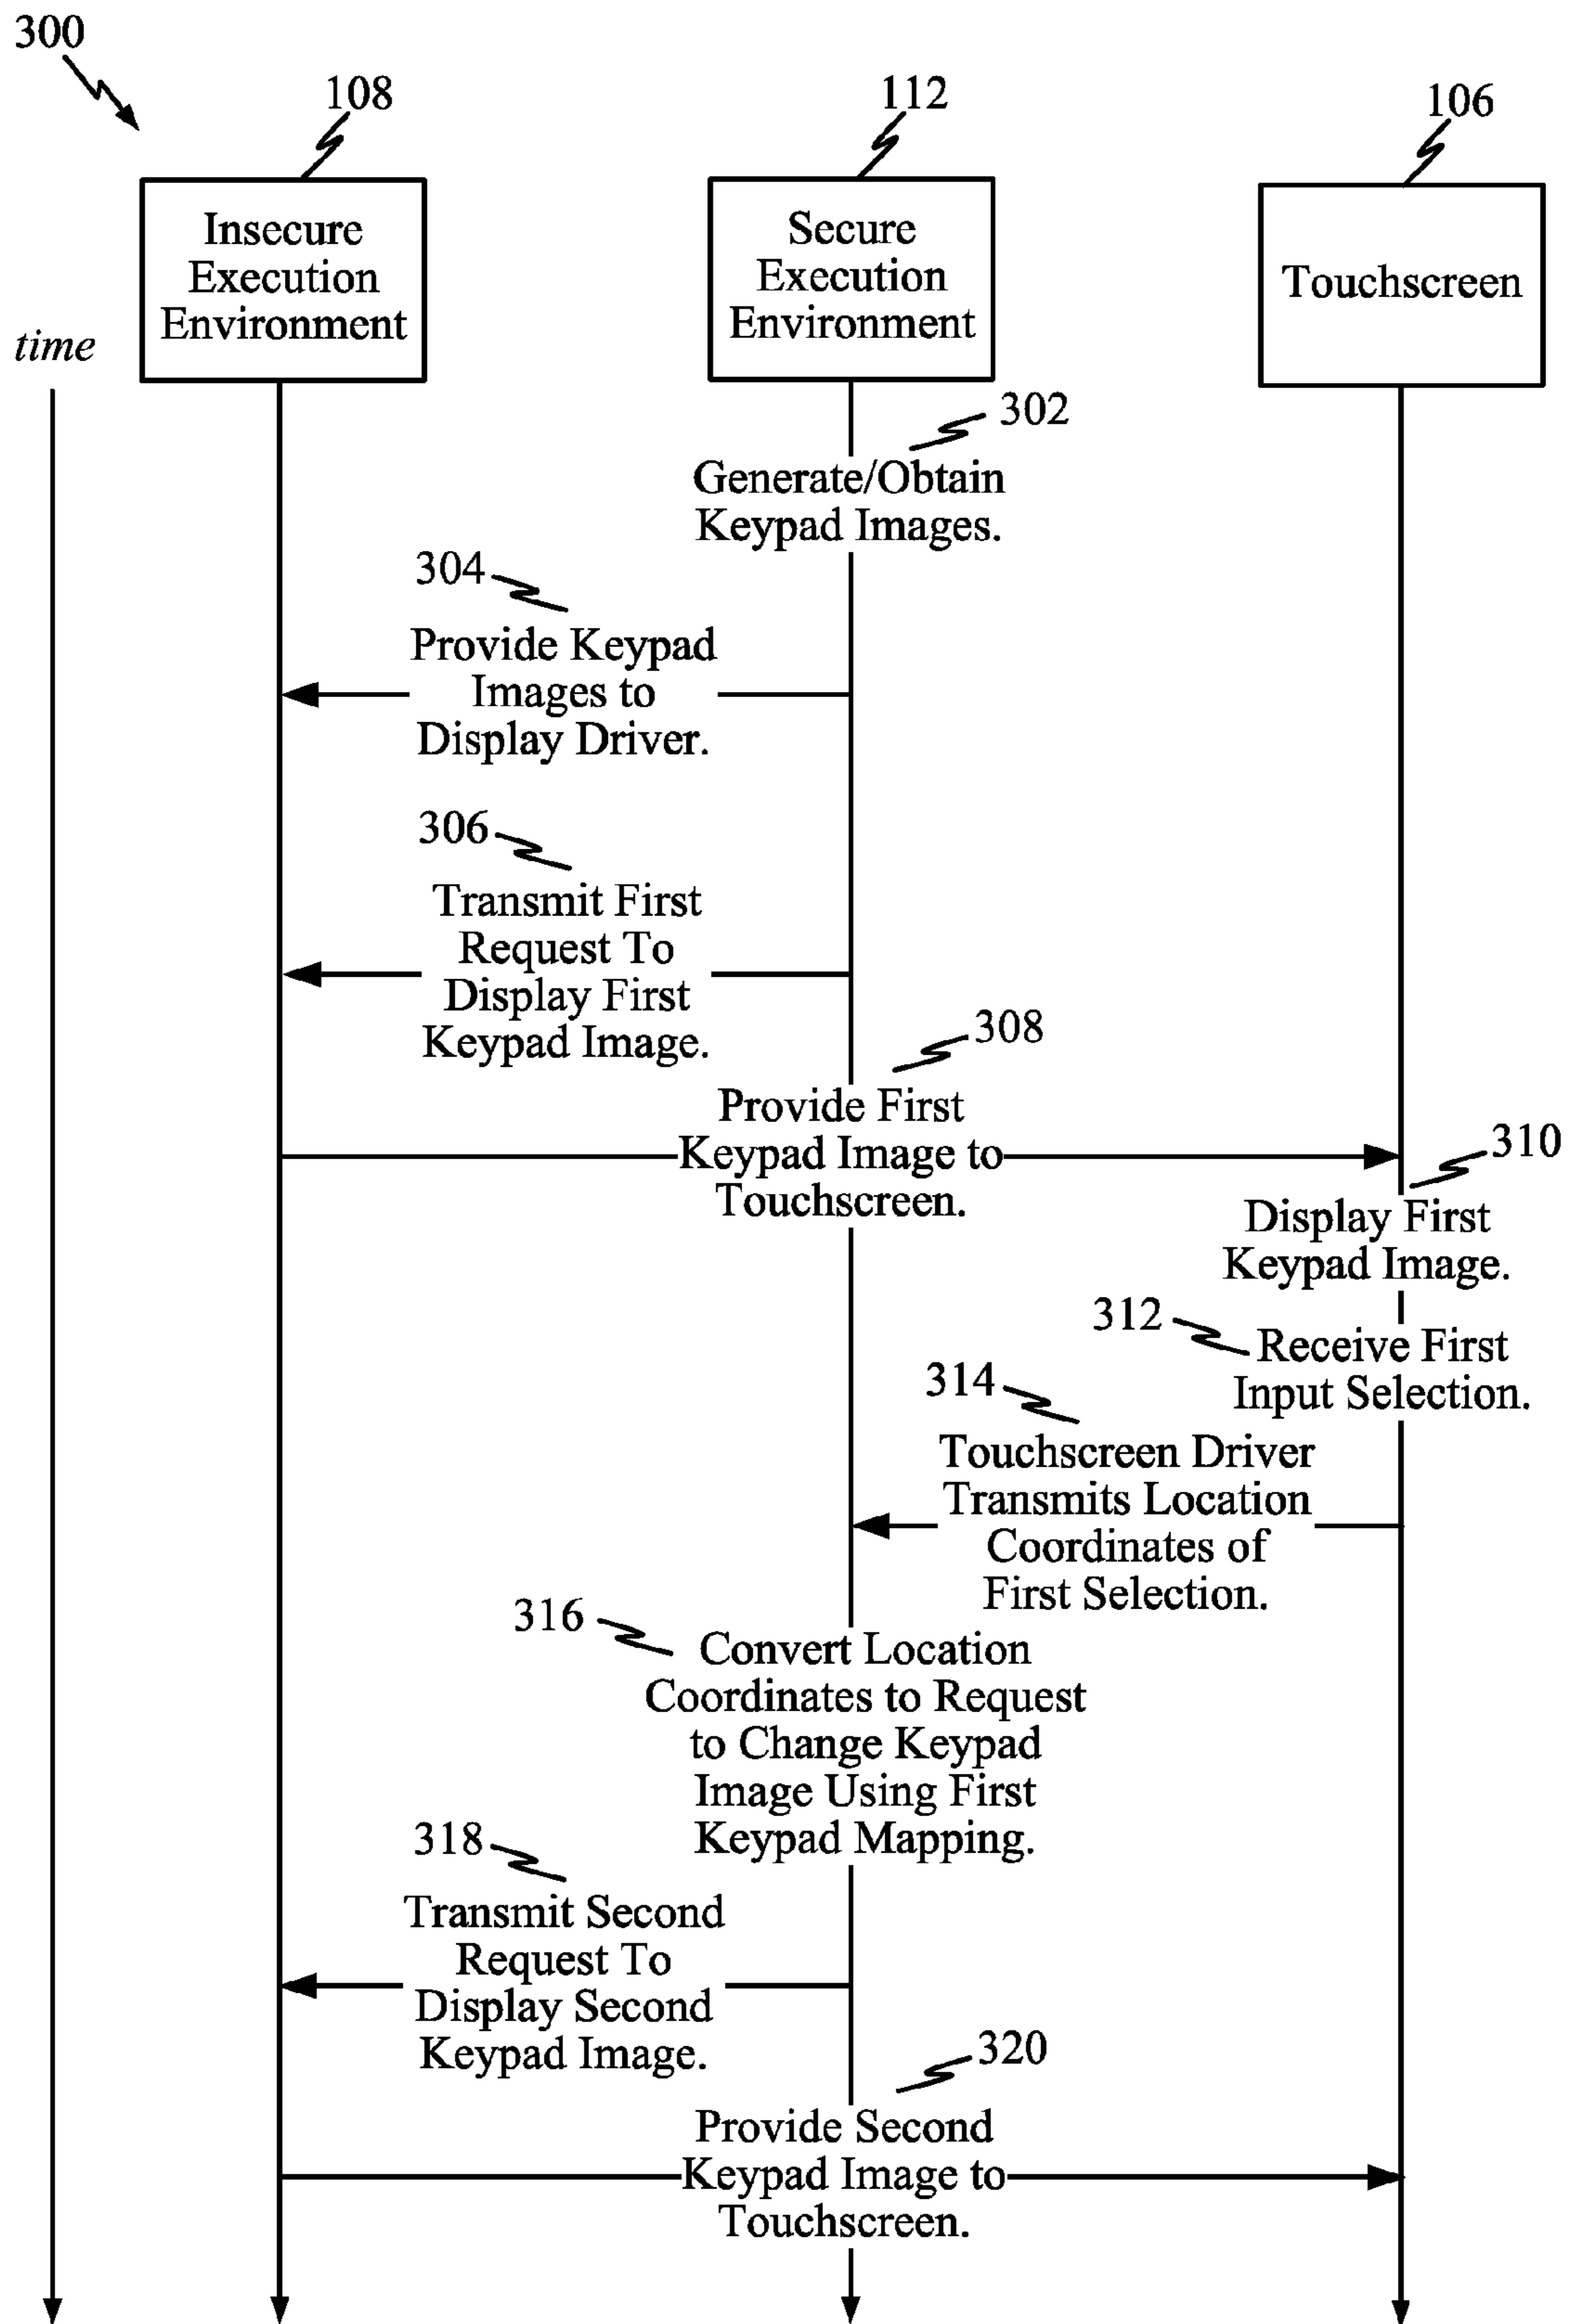 300
108
112
106
Insecure
Execution
Environment
Secure
Execution
Environment
Touchscreen
time
302
Generate/Obtain
Keypad Images.
304
Provide Keypad
Images to
Display Driver.
306
Transmit First
Request To
Display First
Keypad Image.
308
Provide First
Keypad Image to
Touchscreen.
310
Display First
Keypad Image.
312
Receive First
Input Selection.
314
Touchscreen Driver
Transmits Location
Coordinates of
First Selection.
316
Convert Location
Coordinates to Request
to Change Keypad
Image Using First
Keypad Mapping.
318
Transmit Second
Request To
Display Second
Keypad Image.
320
Provide Second
Keypad Image to
Touchscreen.